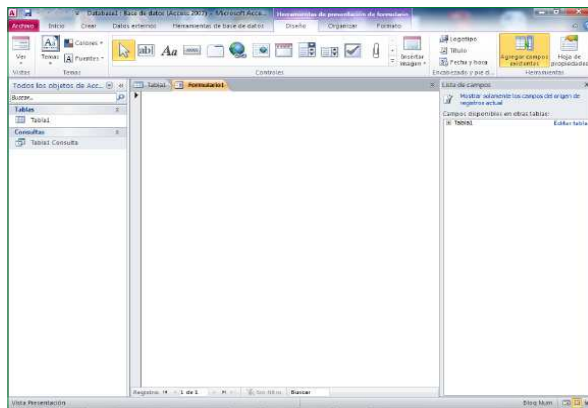 Database1 : Base de datos (Access 2007) - Microsoft Acce...
Herramientas de presentación de formulario
Archivo Inicio Crear Datos externos Herramientas de base de datos Diseño Organizar Formato
Ver
Temas
Colores
Fuentes
Aa
ab|
Aa
Insertar imagen
Logotipo
Título
Fecha y hora
Agregar campos existentes
Hoja de propiedades
Vistas Temas Controles Encabezado y pie d... Herramientas
Todos los objetos de Acc...
Buscar...
Tablas
Tabla1
Consultas
Tabla1 Consulta
Tabla1 Formulario1
Lista de campos
Mostrar solamente los campos del origen de
registros actual
Campos disponibles en otras tablas:
Tabla1 Editar tabla
Registro: 1 de 1 Sin filtro Buscar
Vista Presentación Bloq Num